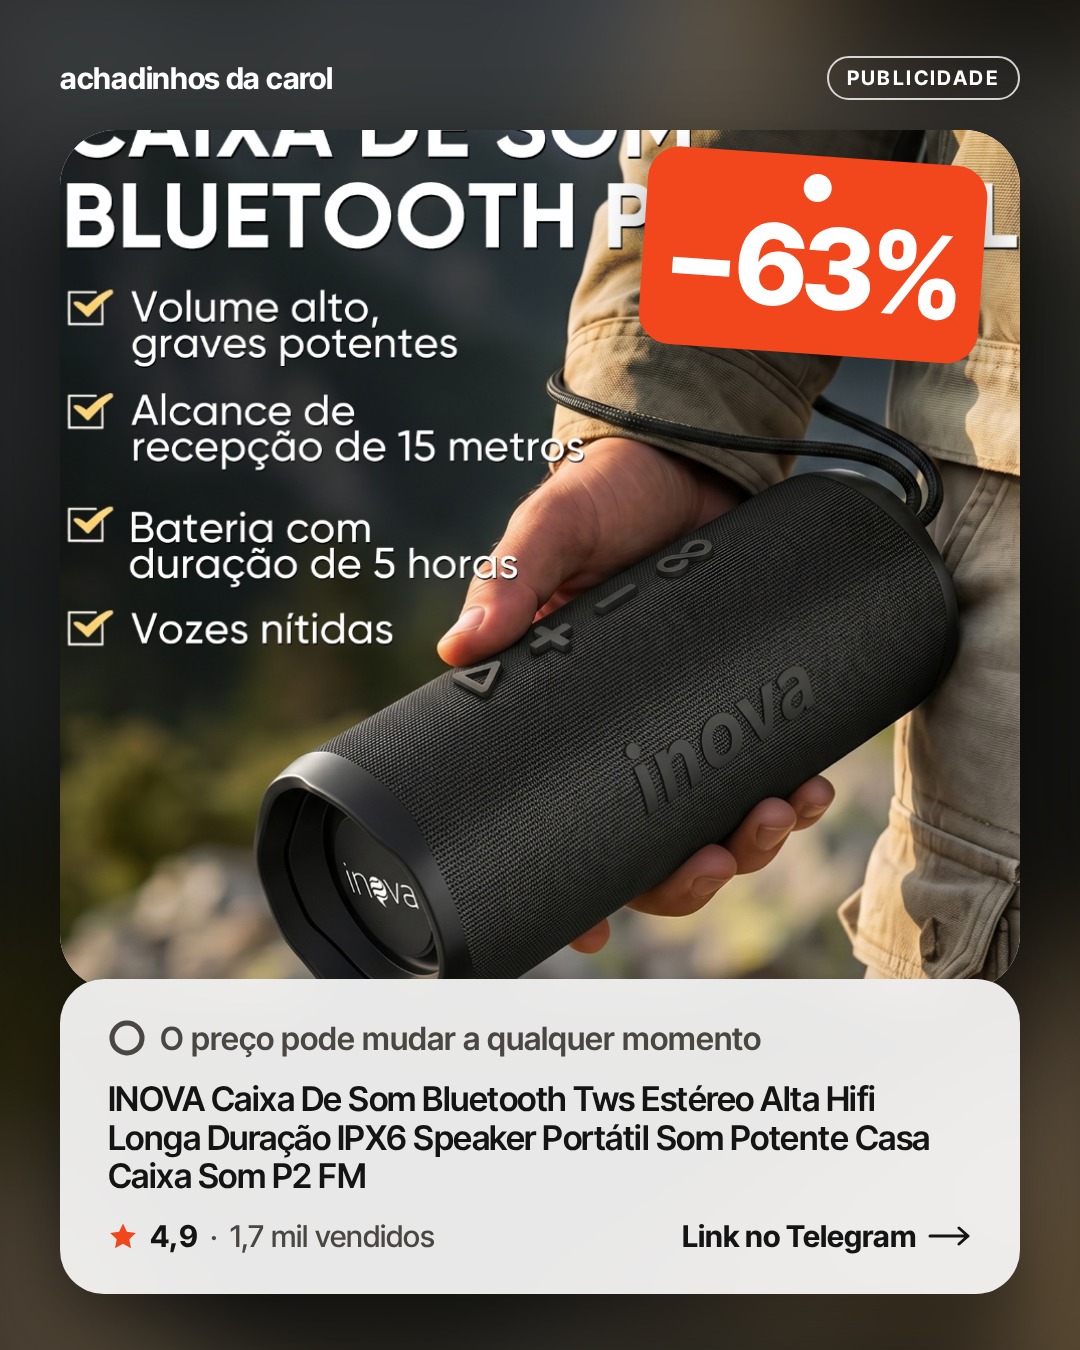 achadinhos da carol
PUBLICIDADE
CAIXA DE SOM
BLUETOOTH
-63%
Volume alto,
graves potentes
Alcance de
recepção de 15 metros
Bateria com
duração de 5 horas
Vozes nítidas
inova
inova
O preço pode mudar a qualquer momento
INOVA Caixa De Som Bluetooth Tws Estéreo Alta Hifi
Longa Duração IPX6 Speaker Portátil Som Potente Casa
Caixa Som P2 FM
4,9 · 1,7 mil vendidos
Link no Telegram →